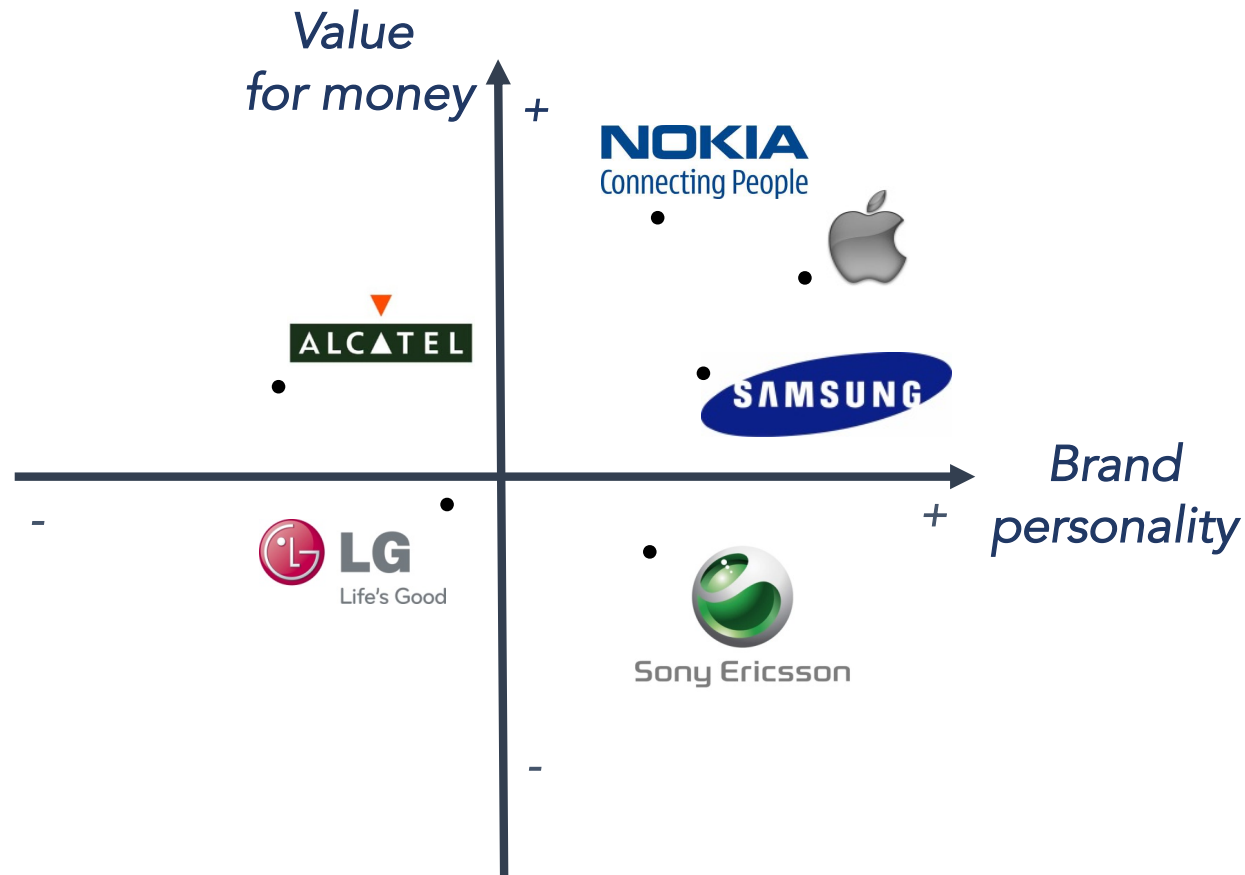 Value
for money
+
NOKIA
Connecting People
ALCATEL
SAMSUNG
Brand
personality
-
+
LG
Life's Good
Sony Ericsson
-